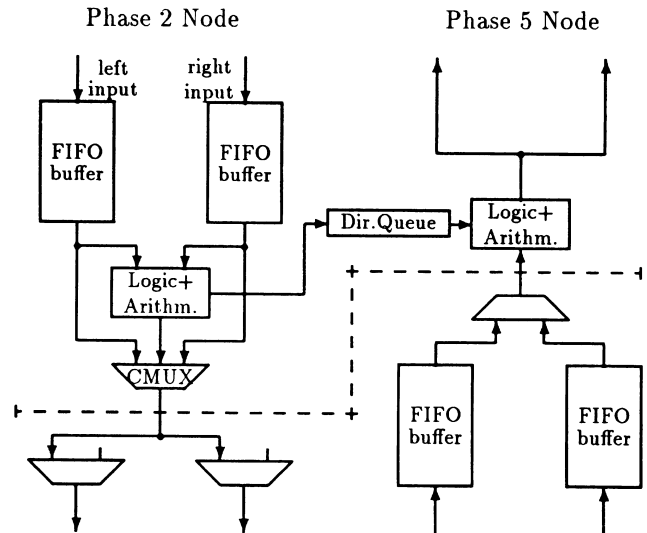 Phase 2 Node
Phase 5 Node
left
input
right
input
FIFO
buffer
FIFO
buffer
Dir.Queue
Logic+
Arithm.
Logic+
Arithm.
CMUX
FIFO
buffer
FIFO
buffer